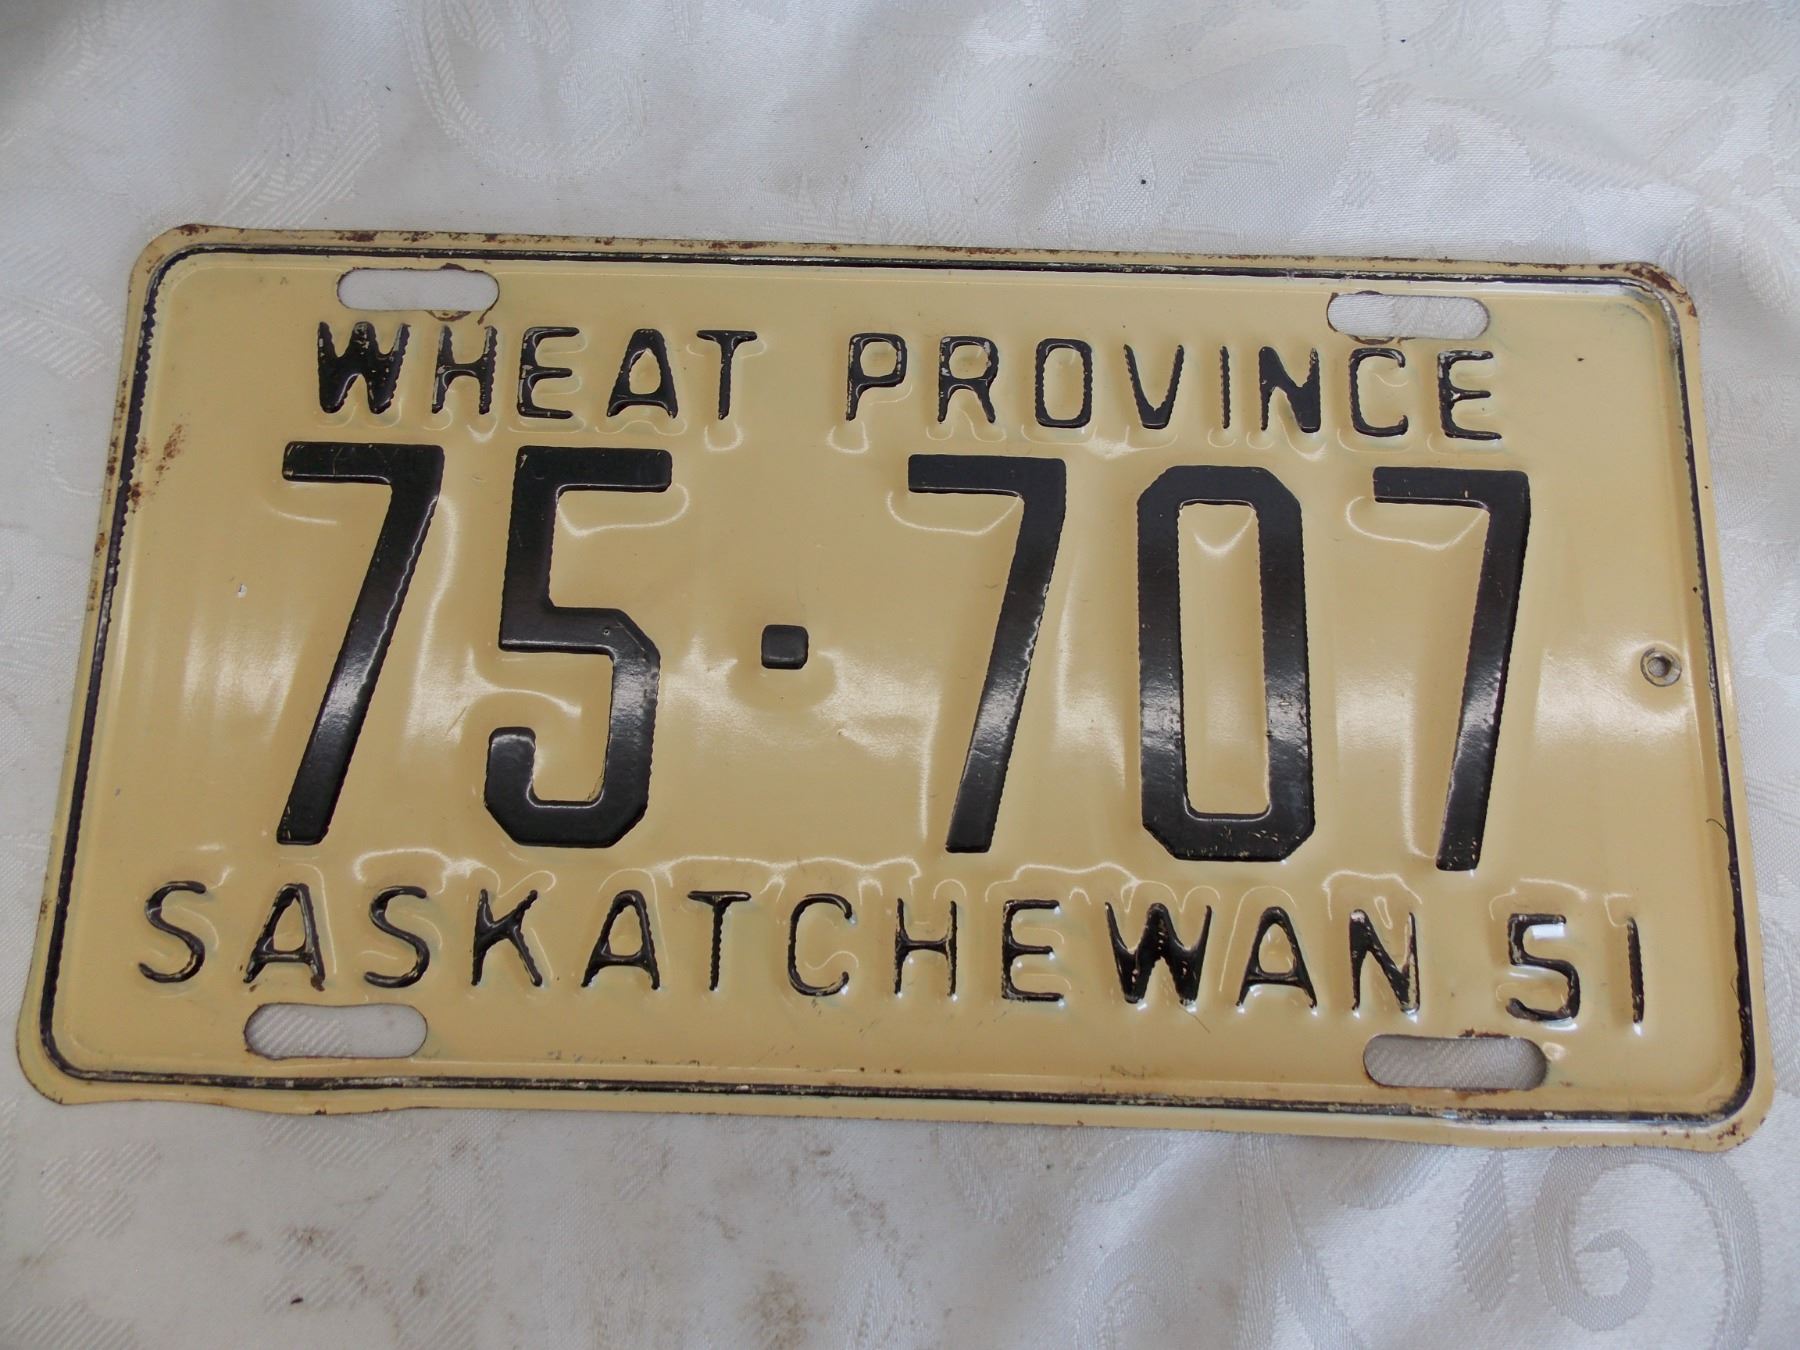 WHEAT PROVINCE
75·707
SASKATCHEWAN 51